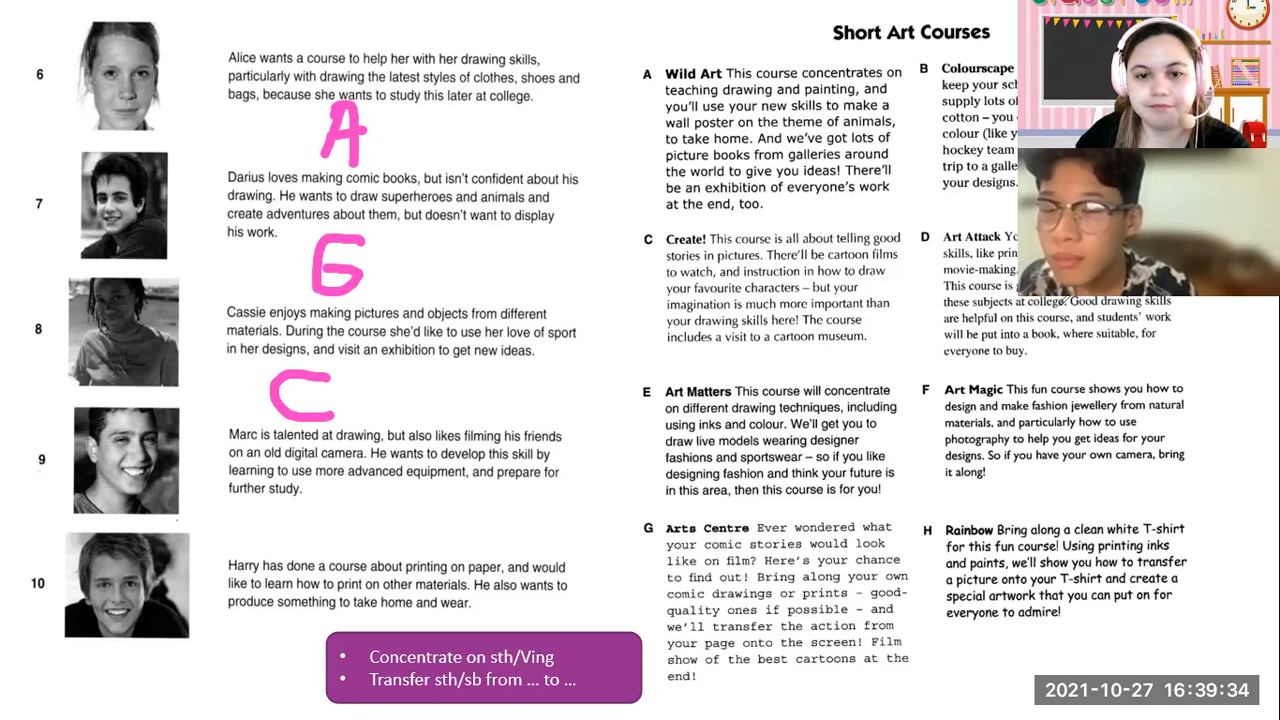 Short Art Courses
6
Alice wants a course to help her with her drawing skills,
particularly with drawing the latest styles of clothes, shoes and
bags, because she wants to study this later at college.
A
7
Darius loves making comic books, but isn't confident about his
drawing. He wants to draw superheroes and animals and
create adventures about them, but doesn't want to display
his work.
8
Cassie enjoys making pictures and objects from different
materials. During the course she'd like to use her love of sport
in her designs, and visit an exhibition to get new ideas.
C
9
Marc is talented at drawing, but also likes filming his friends
on an old digital camera. He wants to develop this skill by
learning to use more advanced equipment, and prepare for
further study.
10
Harry has done a course about printing on paper, and would
like to learn how to print on other materials. He also wants to
produce something to take home and wear.
• Concentrate on sth/Ving
• Transfer sth/sb from ... to ...
A Wild Art This course concentrates on
teaching drawing and painting, and
you'll use your new skills to make a
wall poster on the theme of animals,
to take home. And we've got lots of
picture books from galleries around
the world to give you ideas! There'll
be an exhibition of everyone's work
at the end, too.
B Colourscape
keep your
supply lots
cotton – you
colour (like
hockey team
trip to a
your designs.
C Create! This course is all about telling good
stories in pictures. There'll be cartoon films
to watch, and instruction in how to draw
your favourite characters – but your
imagination is much more important than
your drawing skills here! The course
includes a visit to a cartoon museum.
D Art Attack
skills, like
movie-making.
This course is
these subjects at college. Good drawing skills
are helpful on this course, and students' work
will be put into a book, where suitable, for
everyone to buy.
E Art Matters This course will concentrate
on different drawing techniques, including
using inks and colour. We'll get you to
draw live models wearing designer
fashions and sportswear – so if you like
designing fashion and think your future is
in this area, then this course is for you!
F Art Magic This fun course shows you how to
design and make fashion jewellery from natural
materials, and particularly how to use
photography to help you get ideas for your
designs. So if you have your own camera, bring
it along!
G Arts Centre Ever wondered what
your comic stories would look
like on film? Here's your chance
to find out! Bring along your own
comic drawings or prints – good-
quality ones if possible – and
we'll transfer the action from
your page onto the screen! Film
show of the best cartoons at the
end!
H Rainbow Bring along a clean white T-shirt
for this fun course! Using printing inks
and paints, we'll show you how to transfer
a picture onto your T-shirt and create a
special artwork that you can put on for
everyone to admire!
2021-10-27 16:39:34